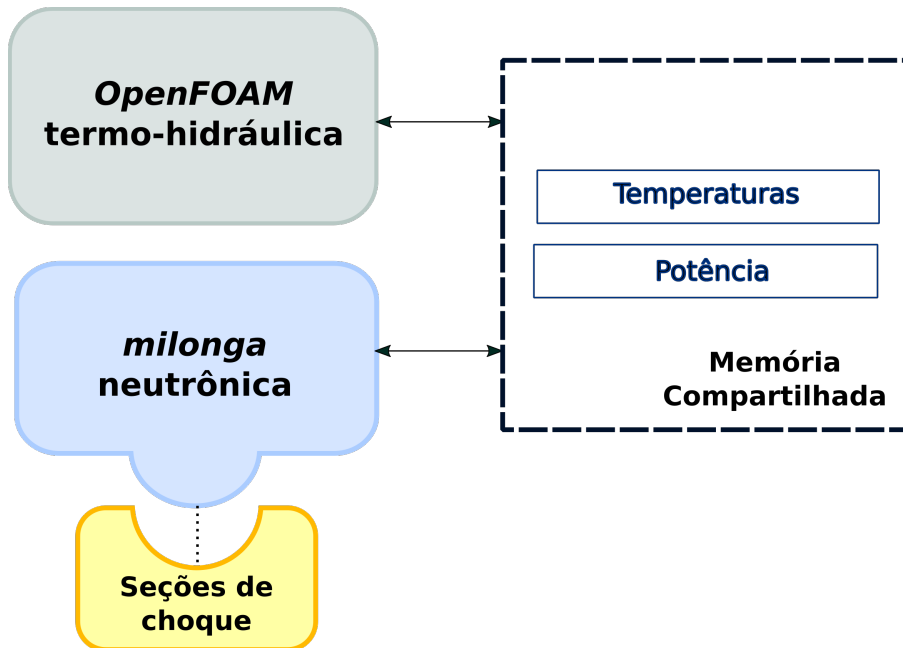 OpenFOAM
termo-hidráulica
Temperaturas
Potência
milonga
neutrônica
Memória
Compartilhada
Seções de
choque